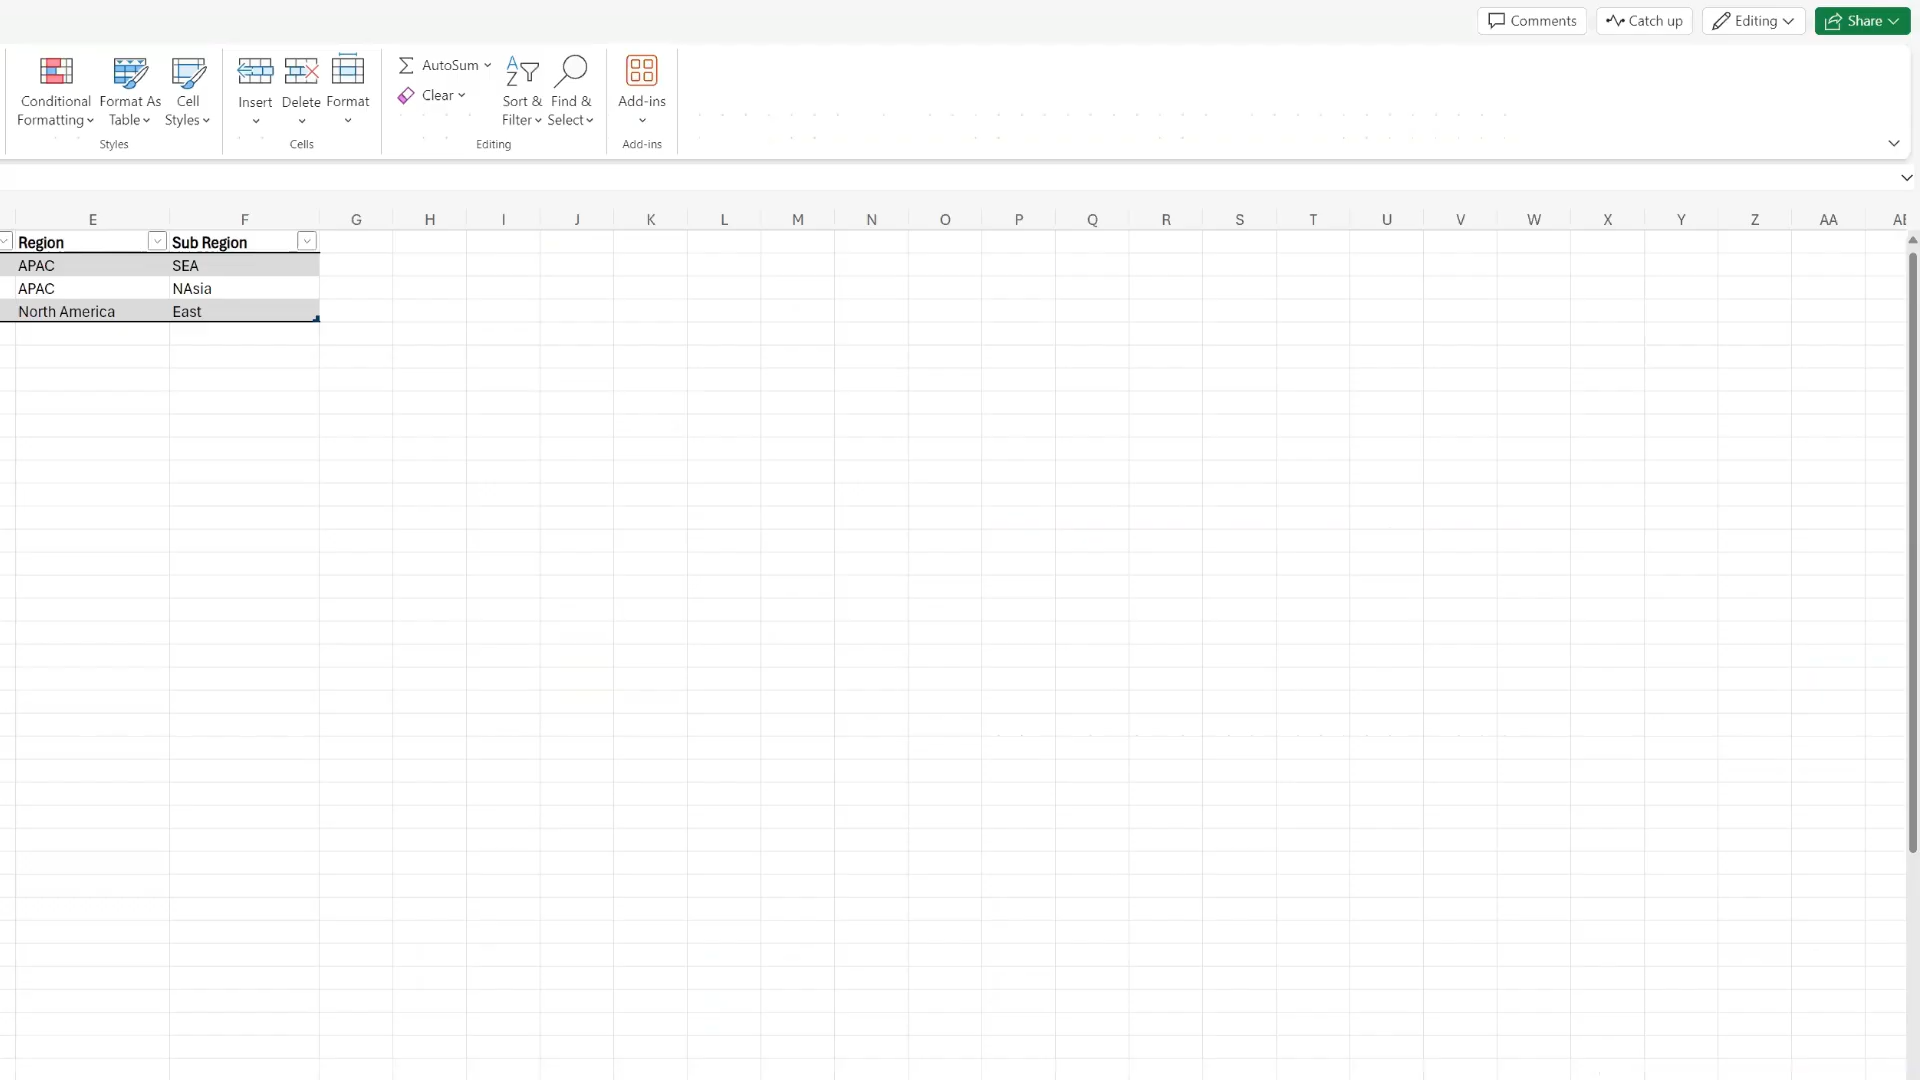 Comments Catch up Editing Share
Conditional Formatting
Format As Table
Cell Styles
Styles
Insert Delete Format
Cells
AutoSum
Clear
Sort & Filter
Find & Select
Editing
Add-ins
Add-ins
E F G H I J K L M N O P Q R S T U V W X Y Z AA
Region Sub Region
APAC SEA
APAC NAsia
North America East